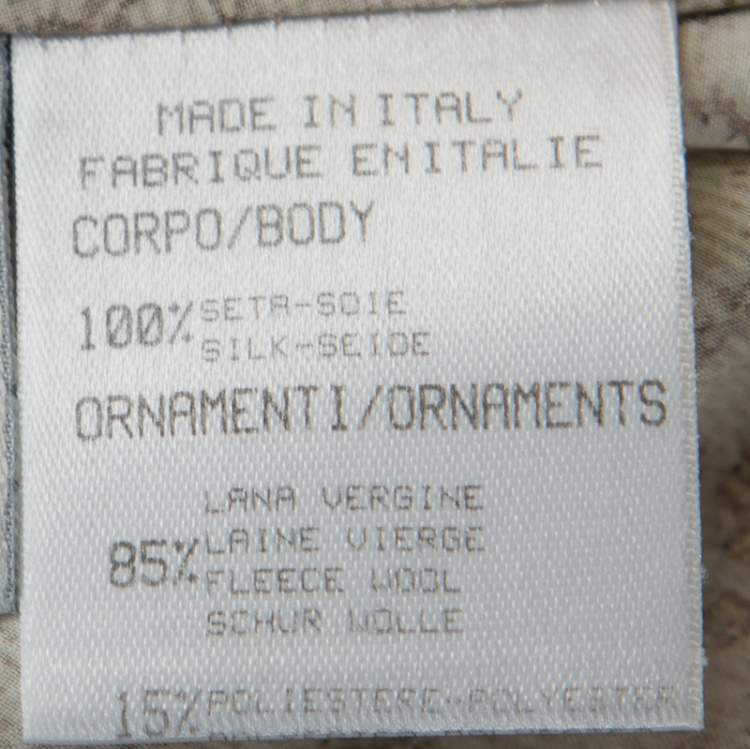 MADE IN ITALY
FABRIQUE EN ITALIE
CORPO/BODY
100% SETA-SOIE
SILK-SEIDE
ORNAMENTI/ORNAMENTS
LANA VERGINE
85% LAINE VIERGE
FLEECE WOOL
SCHUR WOLLE
15% POLIESTERE-POLYESTER